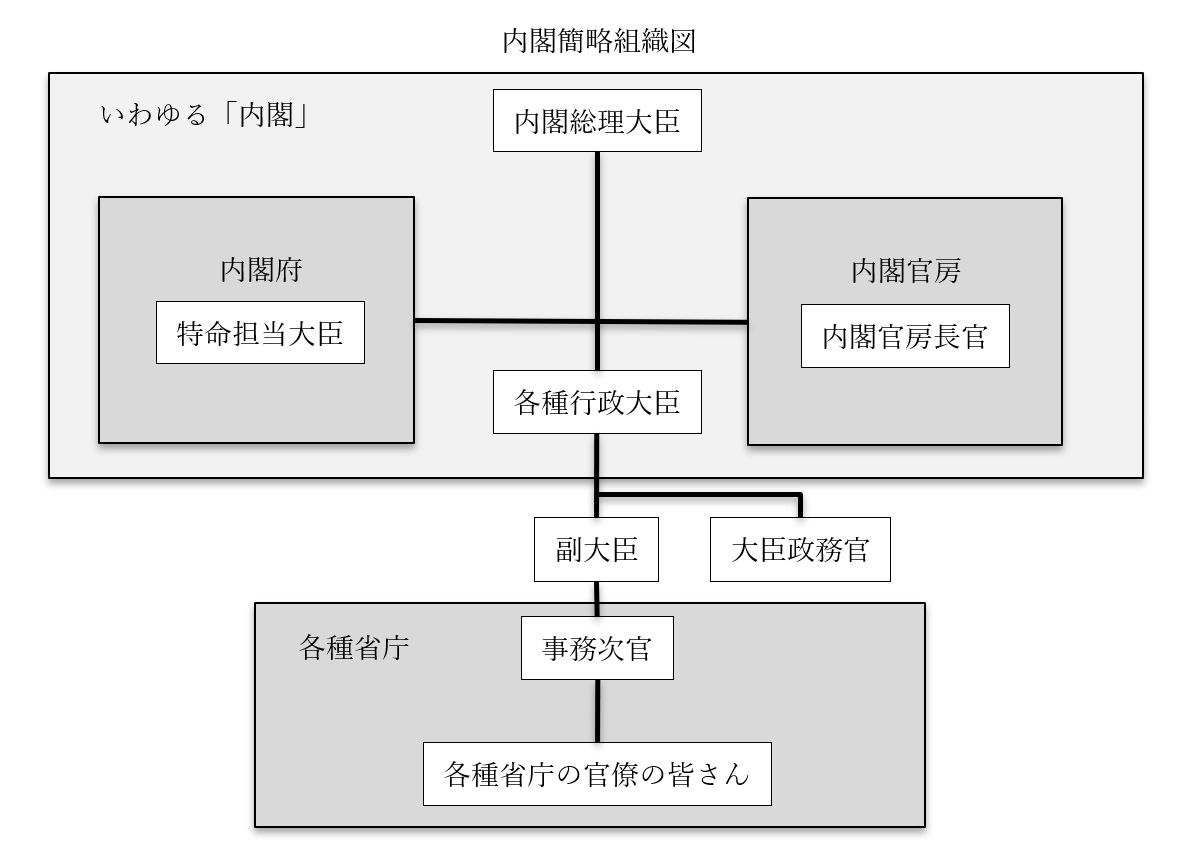 内閣簡略組織図
いわゆる「内閣」
内閣総理大臣
内閣府
特命担当大臣
内閣官房
内閣官房長官
各種行政大臣
副大臣
大臣政務官
各種省庁
事務次官
各種省庁の官僚の皆さん